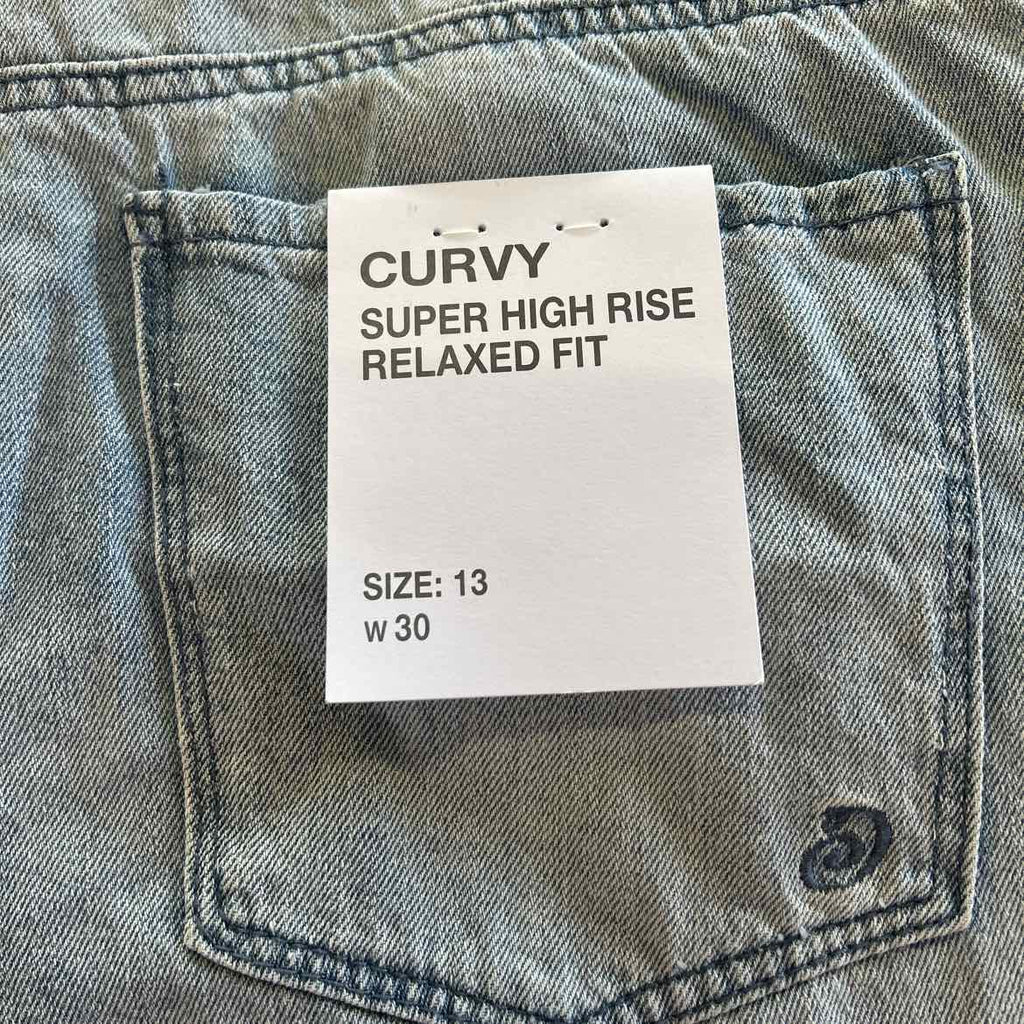 CURVY
SUPER HIGH RISE
RELAXED FIT
SIZE: 13
W 30